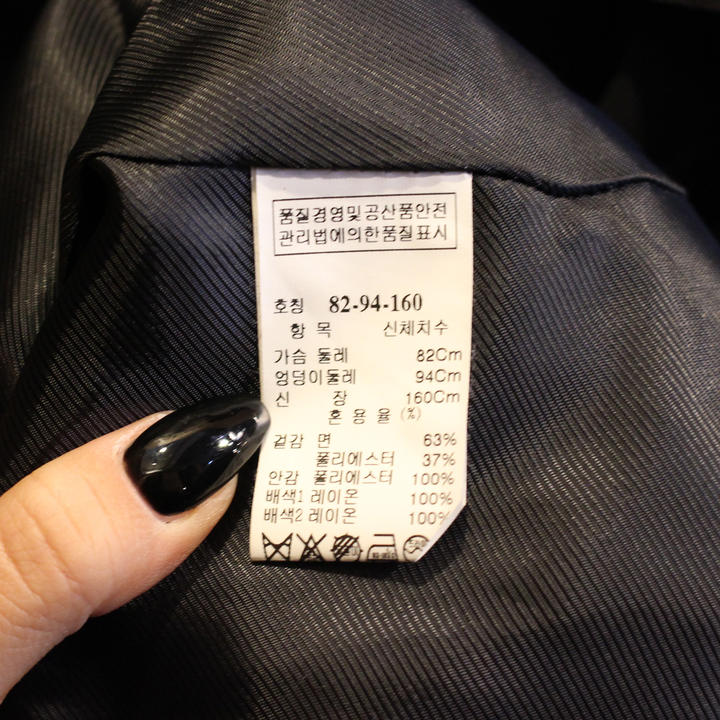 품질경영및공산품안전
관리법에의한품질표시
호칭 82-94-160
항 목 신체치수
가슴 둘레 82Cm
엉덩이둘레 94Cm
신 장 160Cm
혼 용 율 (%)
겉감 면 63%
폴리에스터 37%
안감 폴리에스터 100%
배색1 레이온 100%
배색2 레이온 100%